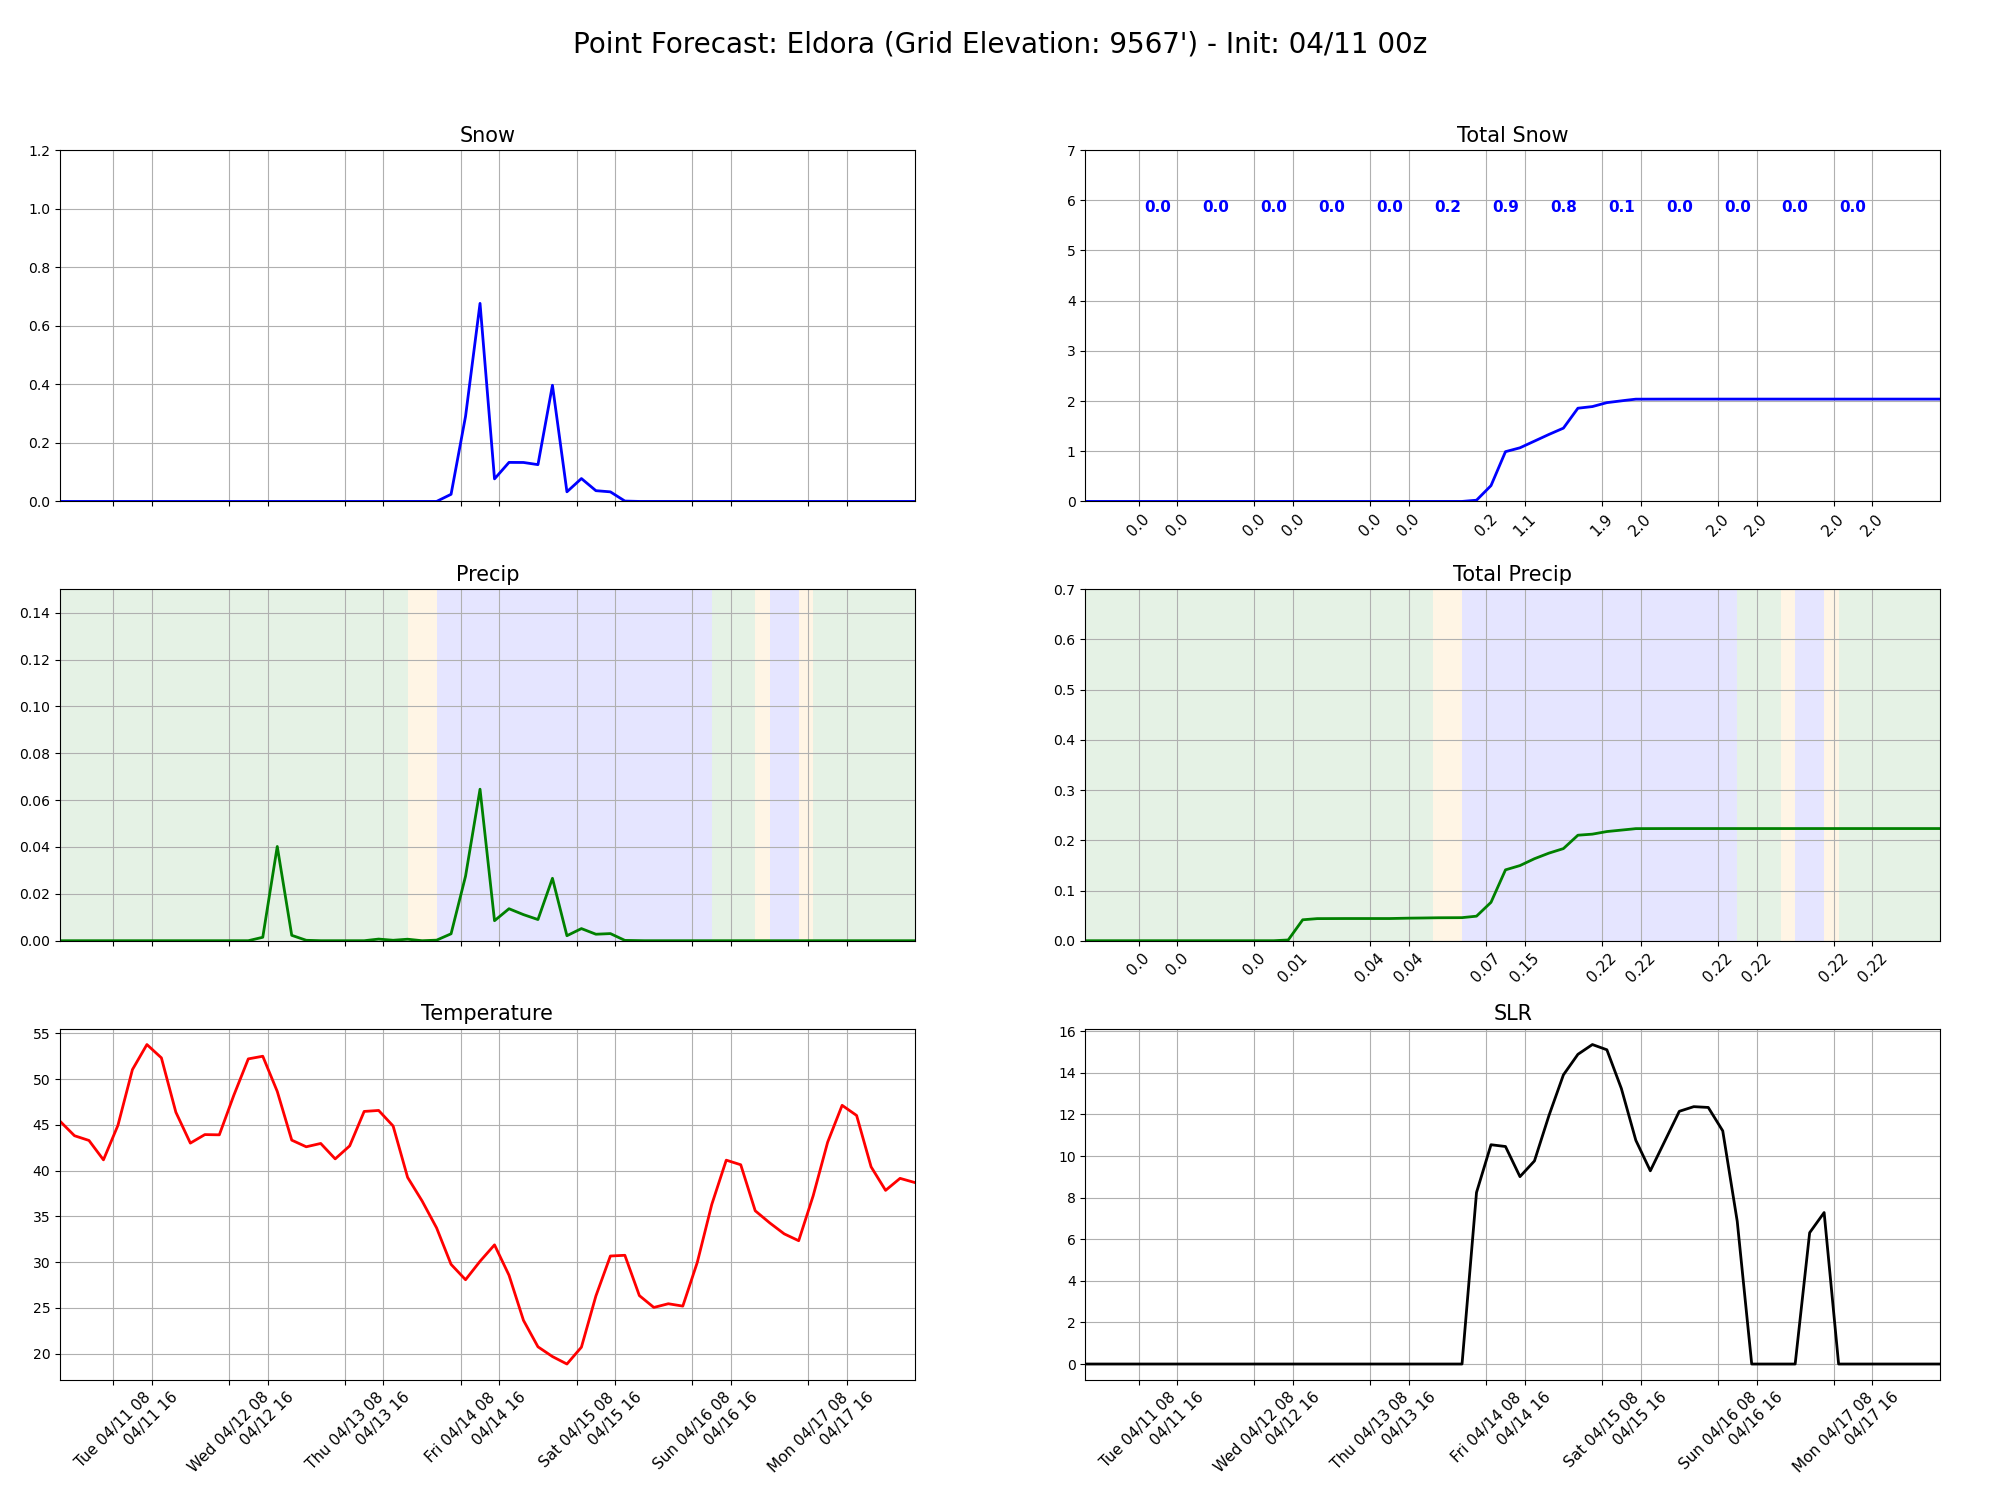 Point Forecast: Eldora (Grid Elevation: 9567') - Init: 04/11 00z
Snow
1.2
1.0
0.8
0.6
0.4
0.2
0.0
Total Snow
7
6
5
4
3
2
1
0
0.0 0.0 0.0 0.0 0.0 0.2 0.9 0.8 0.1 0.0 0.0 0.0 0.0
0.0 0.0 0.0 0.0 0.0 0.0 0.2 1.1 1.9 2.0 2.0 2.0 2.0 2.0
Precip
0.14
0.12
0.10
0.08
0.06
0.04
0.02
0.00
Total Precip
0.7
0.6
0.5
0.4
0.3
0.2
0.1
0.0
0.0 0.0 0.0 0.01 0.04 0.04 0.07 0.15 0.22 0.22 0.22 0.22 0.22 0.22
Temperature
55
50
45
40
35
30
25
20
Tue 04/11 08
04/11 16
Wed 04/12 08
04/12 16
Thu 04/13 08
04/13 16
Fri 04/14 08
04/14 16
Sat 04/15 08
04/15 16
Sun 04/16 08
04/16 16
Mon 04/17 08
04/17 16
SLR
16
14
12
10
8
6
4
2
0
Tue 04/11 08
04/11 16
Wed 04/12 08
04/12 16
Thu 04/13 08
04/13 16
Fri 04/14 08
04/14 16
Sat 04/15 08
04/15 16
Sun 04/16 08
04/16 16
Mon 04/17 08
04/17 16